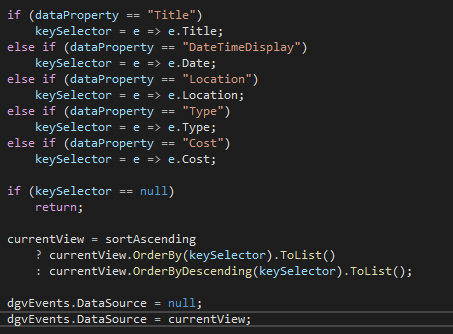 if (dataProperty == "Title")
    keySelector = e => e.Title;
else if (dataProperty == "DateTimeDisplay")
    keySelector = e => e.Date;
else if (dataProperty == "Location")
    keySelector = e => e.Location;
else if (dataProperty == "Type")
    keySelector = e => e.Type;
else if (dataProperty == "Cost")
    keySelector = e => e.Cost;

if (keySelector == null)
    return;

currentView = sortAscending
    ? currentView.OrderBy(keySelector).ToList()
    : currentView.OrderByDescending(keySelector).ToList();

dgvEvents.DataSource = null;
dgvEvents.DataSource = currentView;